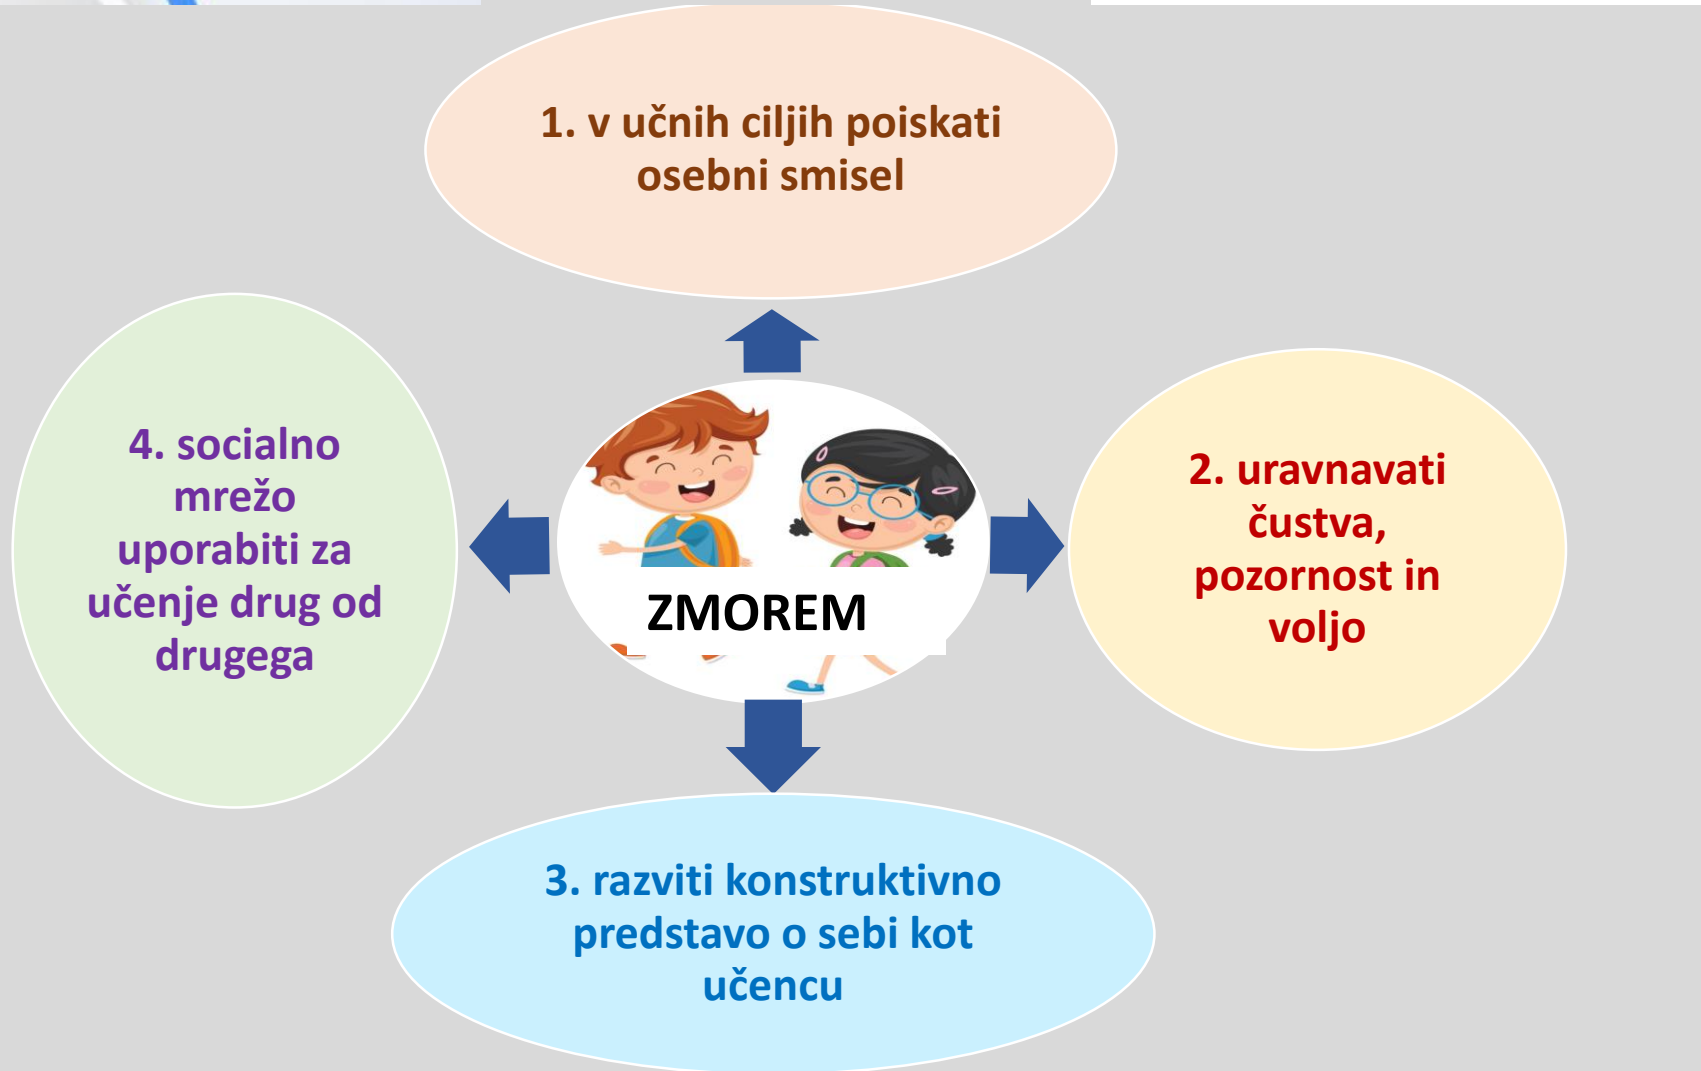 1. v učnih ciljih poiskati
osebni smisel
4. socialno
mrežo
uporabiti za
učenje drug od
drugega
ZMOREM
2. uravnavati
čustva,
pozornost in
voljo
3. razviti konstruktivno
predstavo o sebi kot
učencu